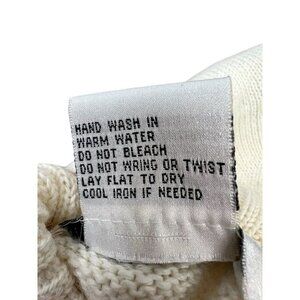 HAND WASH IN
WARM WATER
DO NOT BLEACH
DO NOT WRING OR TWIST
LAY FLAT TO DRY
COOL IRON IF NEEDED